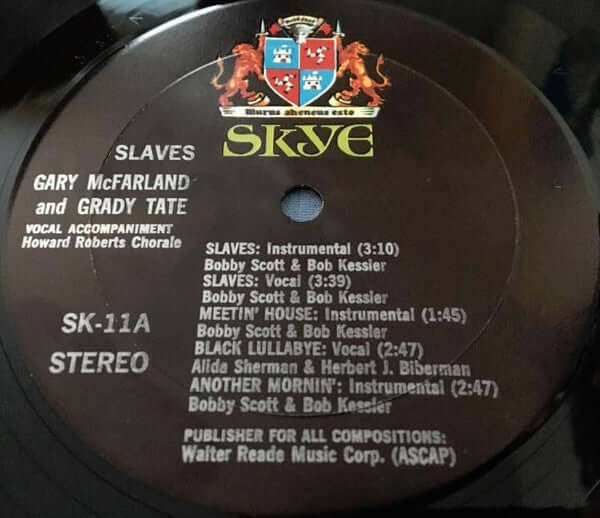 Murus aheneus esto
SKYE
SLAVES
GARY McFARLAND
and GRADY TATE
VOCAL ACCOMPANIMENT
Howard Roberts Chorale
SK-11A
STEREO
SLAVES: Instrumental (3:10)
Bobby Scott & Bob Kessler
SLAVES: Vocal (3:39)
Bobby Scott & Bob Kessler
MEETIN' HOUSE: Instrumental (1:45)
Bobby Scott & Bob Kessler
BLACK LULLABYE: Vocal (2:47)
Alida Sherman & Herbert J. Biberman
ANOTHER MORNIN': Instrumental (2:47)
Bobby Scott & Bob Kessler
PUBLISHER FOR ALL COMPOSITIONS:
Walter Reade Music Corp. (ASCAP)